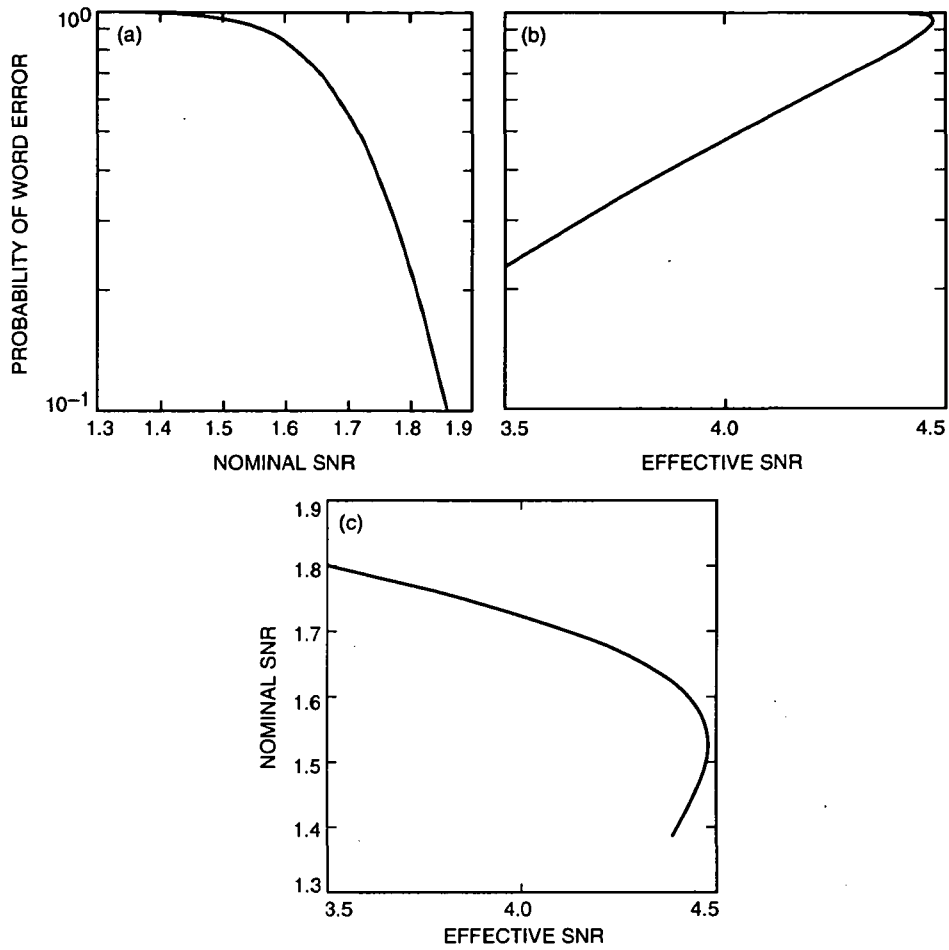 (a)
10⁰
10⁻¹
PROBABILITY OF WORD ERROR
1.3 1.4 1.5 1.6 1.7 1.8 1.9
NOMINAL SNR
(b)
3.5 4.0 4.5
EFFECTIVE SNR
(c)
1.9
1.8
1.7
1.6
1.5
1.4
1.3
NOMINAL SNR
3.5 4.0 4.5
EFFECTIVE SNR